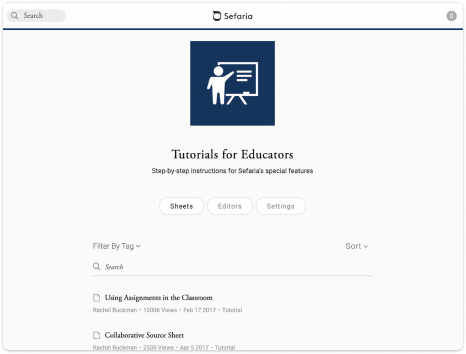 Search
Sefaria
Tutorials for Educators
Step-by-step instructions for Sefaria's special features
Sheets Editors Settings
Filter By Tag Sort
Search
Using Assignments in the Classroom
Rachel Buckman • 10006 Views • Feb 17 2017 • Tutorial
Collaborative Source Sheet
Rachel Buckman • 2535 Views • Apr 5 2017 • Tutorial